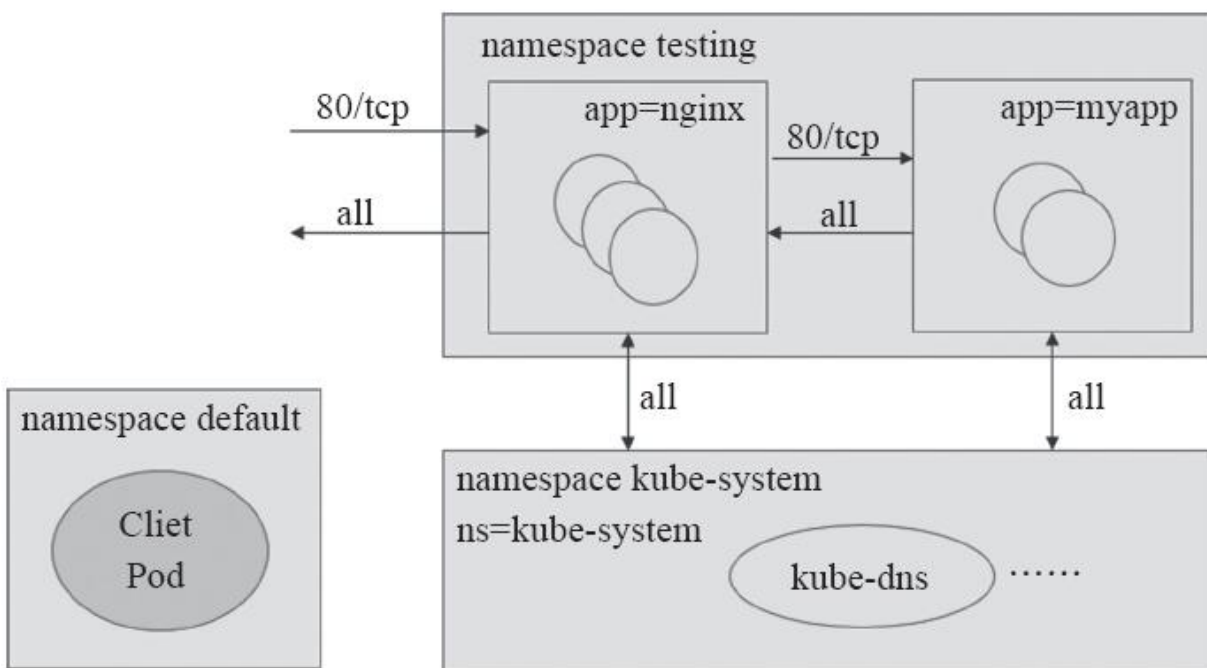 namespace testing
80/tcp
app=nginx
80/tcp
app=myapp
all
all
all
all
namespace default
Cliet
Pod
namespace kube-system
ns=kube-system
kube-dns
······